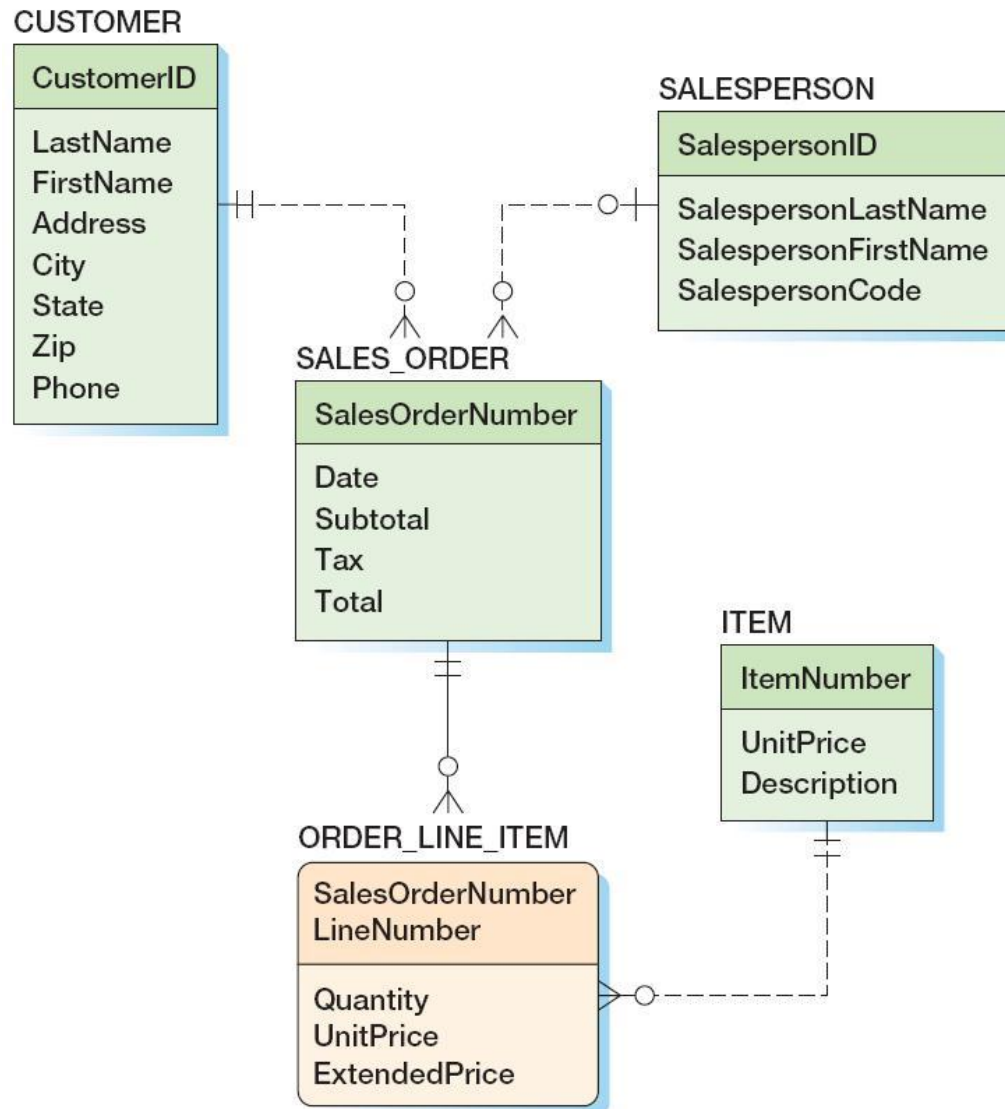 CUSTOMER
CustomerID
LastName
FirstName
Address
City
State
Zip
Phone
SALESPERSON
SalespersonID
SalespersonLastName
SalespersonFirstName
SalespersonCode
SALES_ORDER
SalesOrderNumber
Date
Subtotal
Tax
Total
ITEM
ItemNumber
UnitPrice
Description
ORDER_LINE_ITEM
SalesOrderNumber
LineNumber
Quantity
UnitPrice
ExtendedPrice